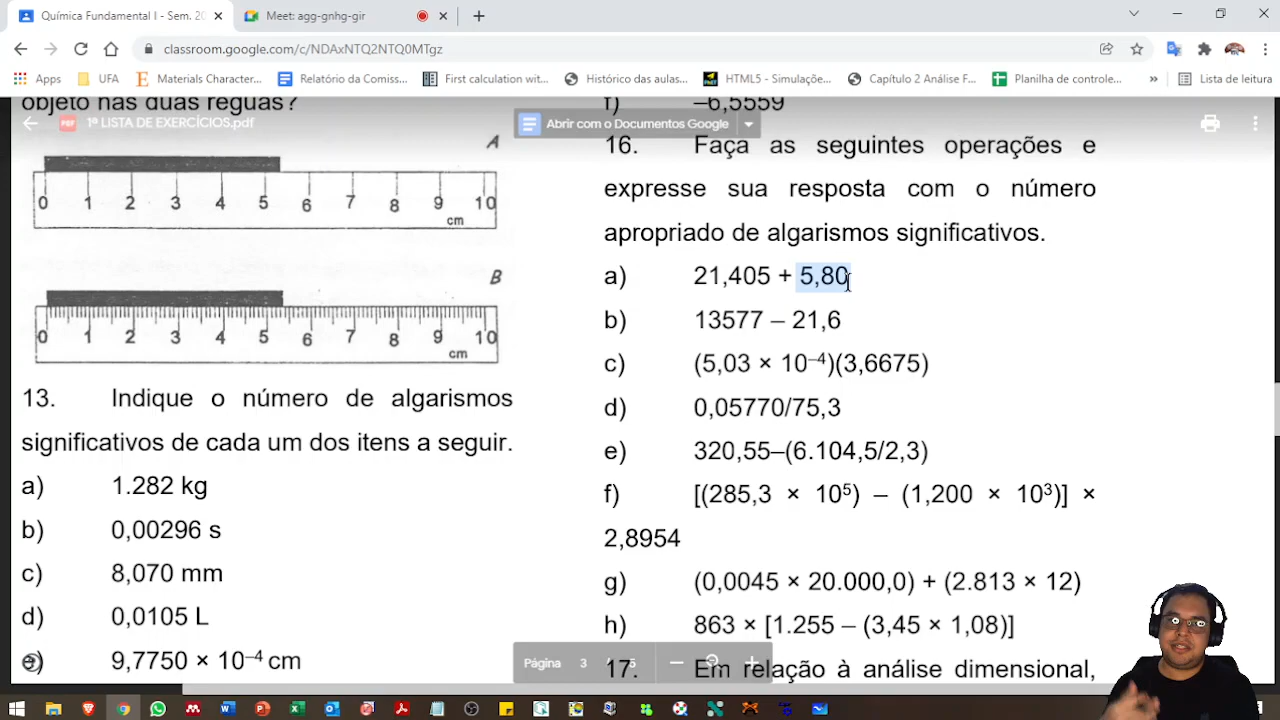 Química Fundamental I - Sem. 20
Meet: agg-gnhg-gir
classroom.google.com/c/NDAxNTQ2NTQ0MTgz
Apps
UFA
Materials Character...
Relatório da Comiss...
First calculation wit...
Histórico das aulas...
HTML5 - Simulaçõe...
Capítulo 2 Análise F...
Planilha de controle...
»
Lista de leitura
objeto nas duas réguas?
1ª LISTA DE EXERCÍCIOS.pdf
Abrir com o Documentos Google
A
0 1 2 3 4 5 6 7 8 9 10
cm
B
0 1 2 3 4 5 6 7 8 9 10
cm
13. Indique o número de algarismos
significativos de cada um dos itens a seguir.
a) 1.282 kg
b) 0,00296 s
c) 8,070 mm
d) 0,0105 L
e) 9,7750 × 10⁻⁴ cm
f) –6,5559
16. Faça as seguintes operações e
expresse sua resposta com o número
apropriado de algarismos significativos.
a) 21,405 + 5,80
b) 13577 – 21,6
c) (5,03 × 10⁻⁴)(3,6675)
d) 0,05770/75,3
e) 320,55–(6.104,5/2,3)
f) [(285,3 × 10⁵) – (1,200 × 10³)] ×
2,8954
g) (0,0045 × 20.000,0) + (2.813 × 12)
h) 863 × [1.255 – (3,45 × 1,08)]
17. Em relação à análise dimensional,
Página 3 / 5